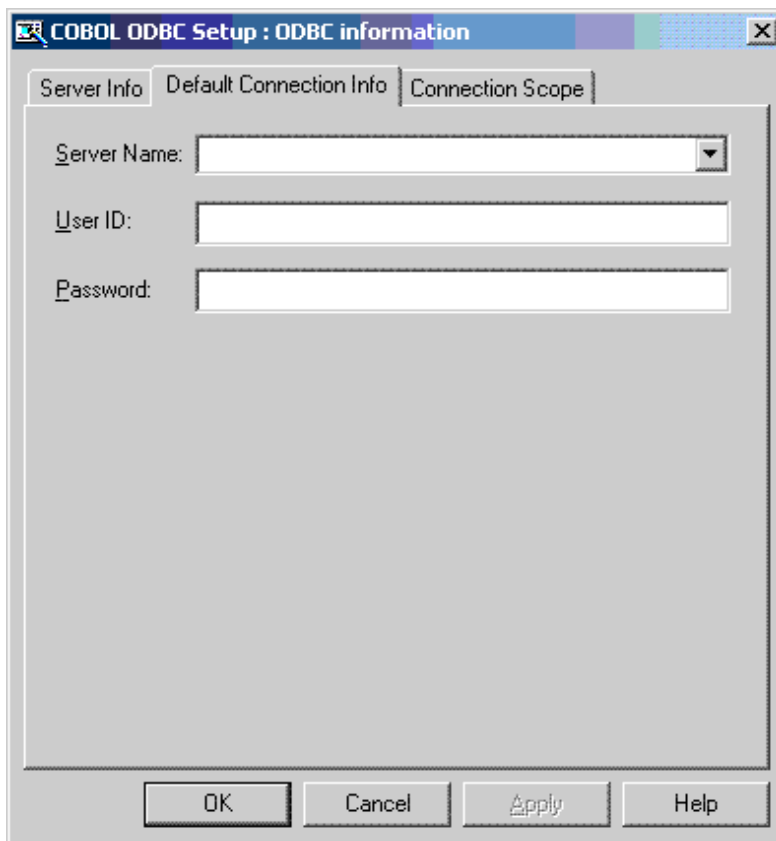 COBOL ODBC Setup : ODBC information
Server Info Default Connection Info Connection Scope
Server Name:
User ID:
Password:
OK Cancel Apply Help